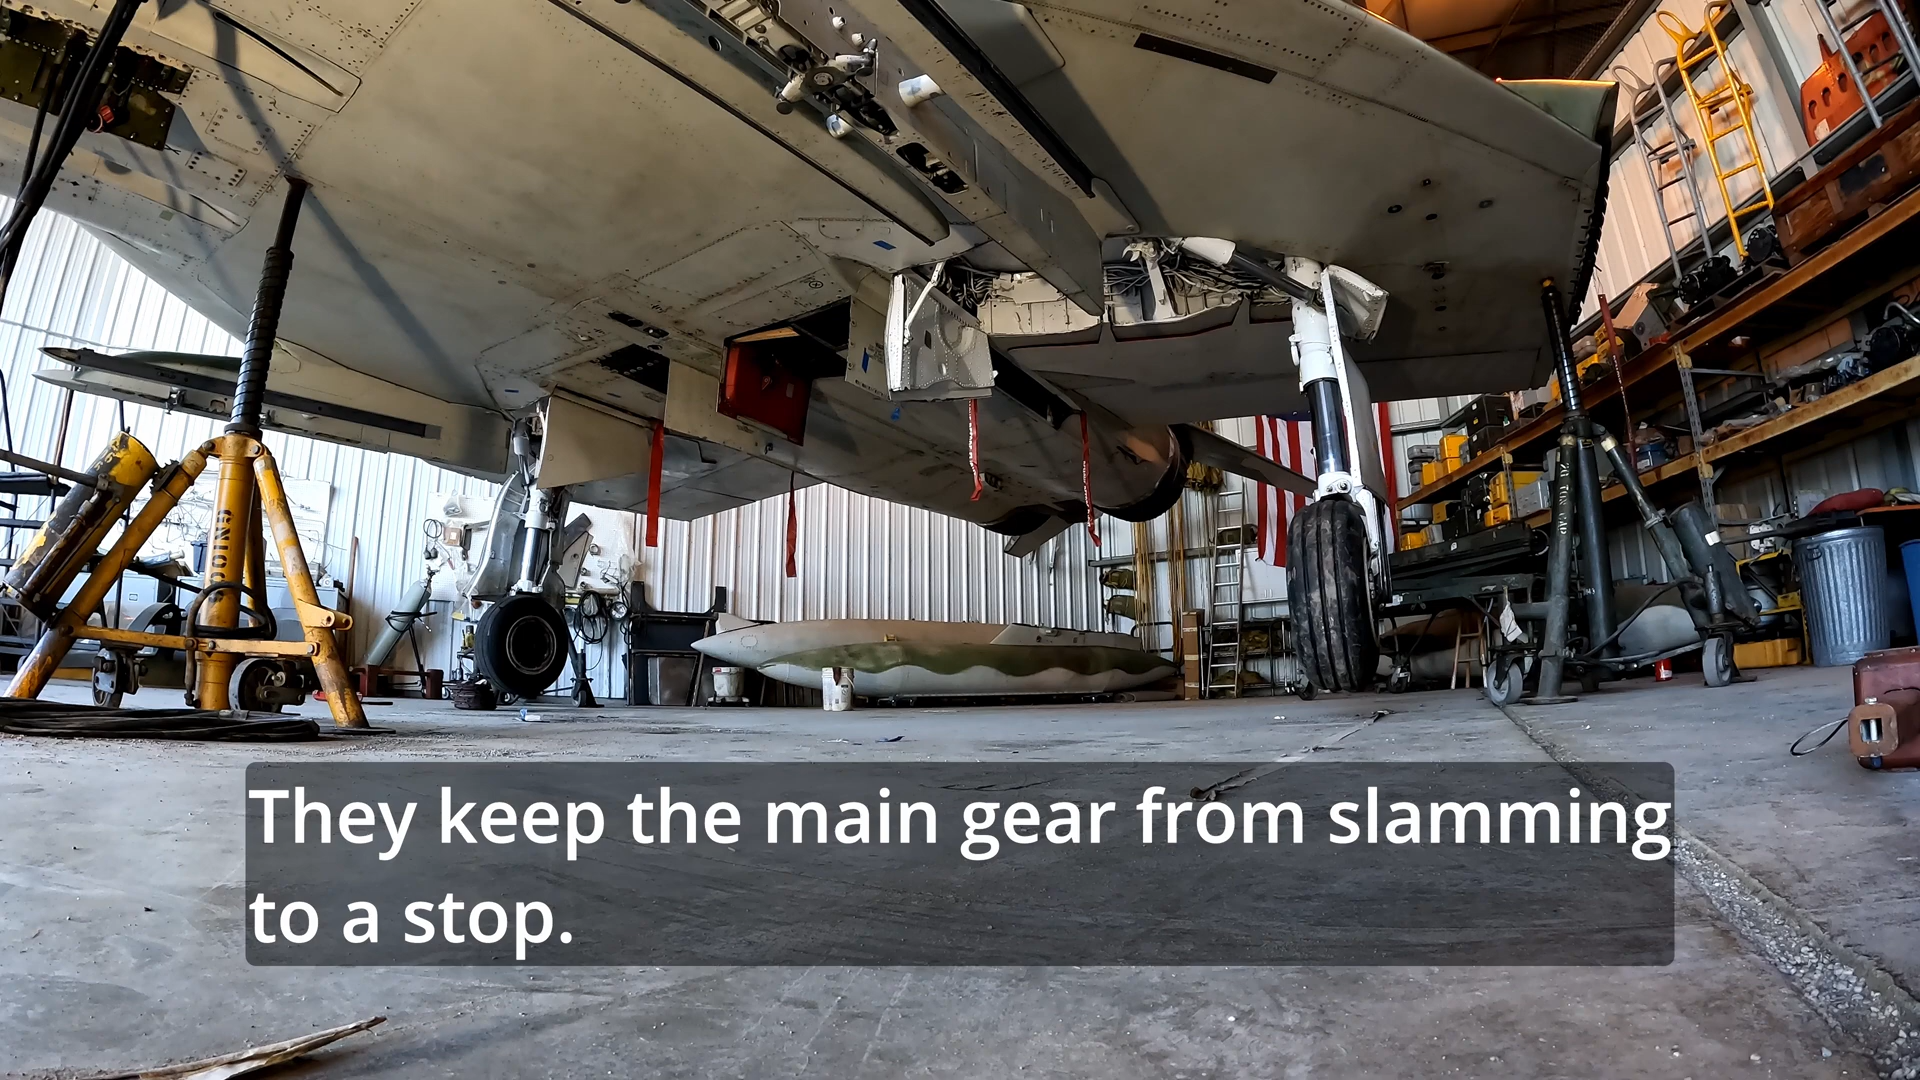 They keep the main gear from slamming
to a stop.